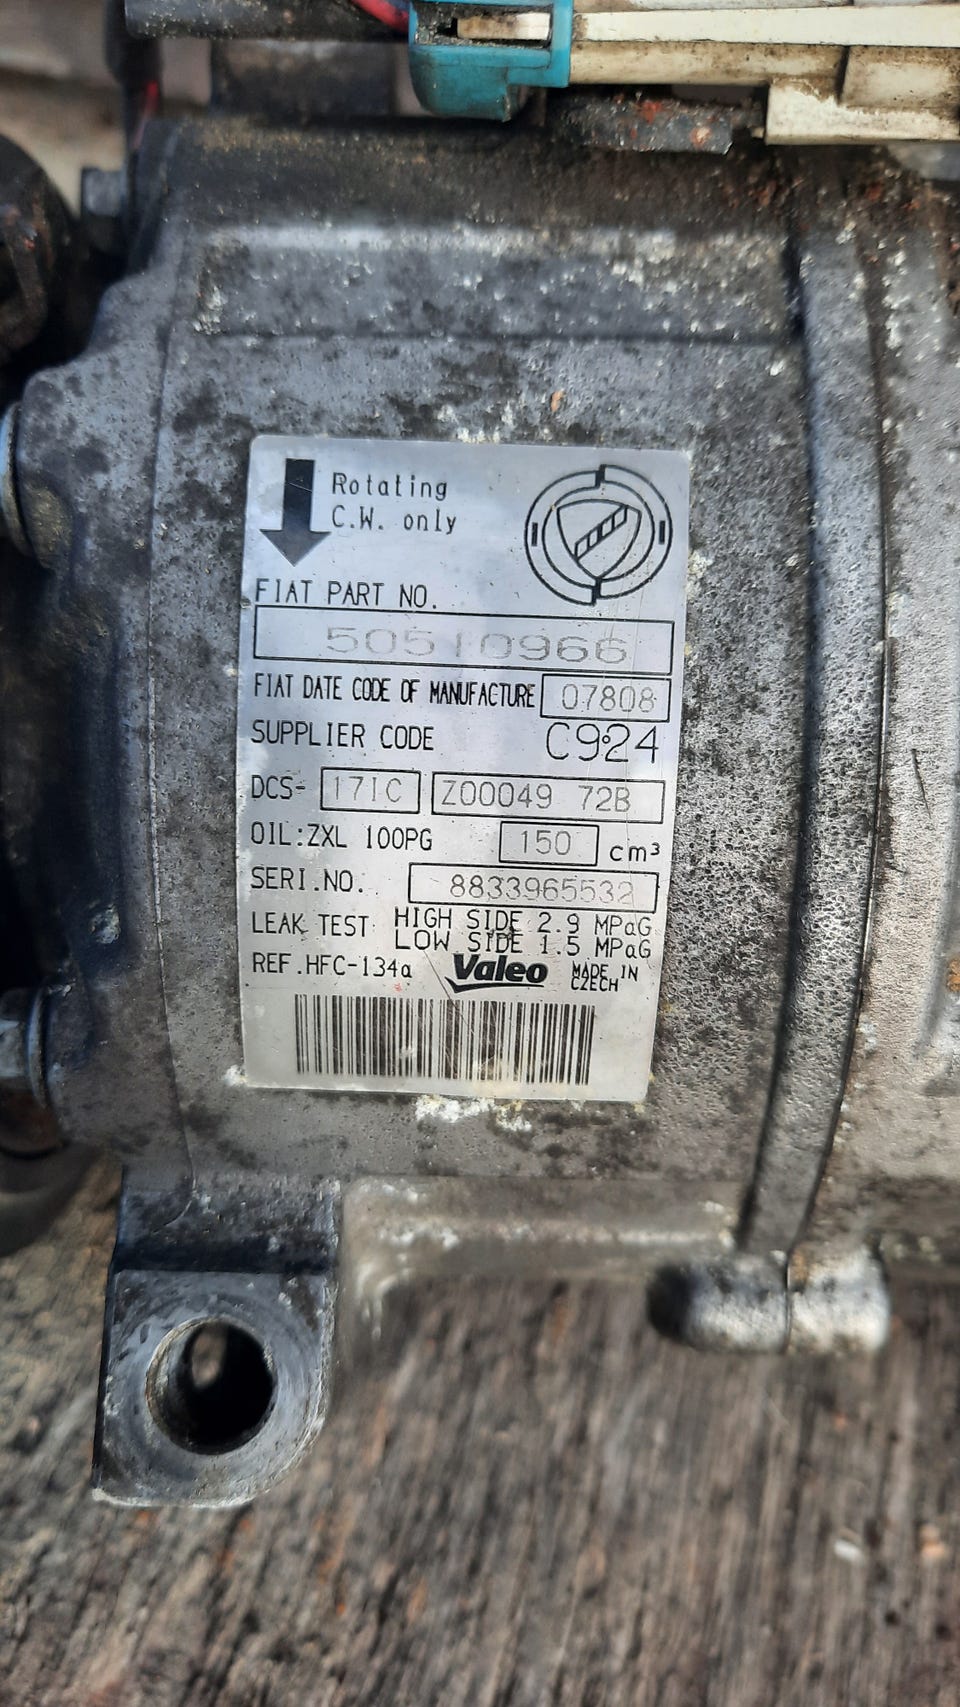 Rotating
C.W. only
FIAT PART NO.
50510966
FIAT DATE CODE OF MANUFACTURE 07808
SUPPLIER CODE C924
DCS- 17IC Z00049 72B
OIL:ZXL 100PG 150 cm³
SERI.NO. 8833965532
LEAK TEST HIGH SIDE 2.9 MPaG
LOW SIDE 1.5 MPaG
REF.HFC-134a Valeo MADE IN
CZECH